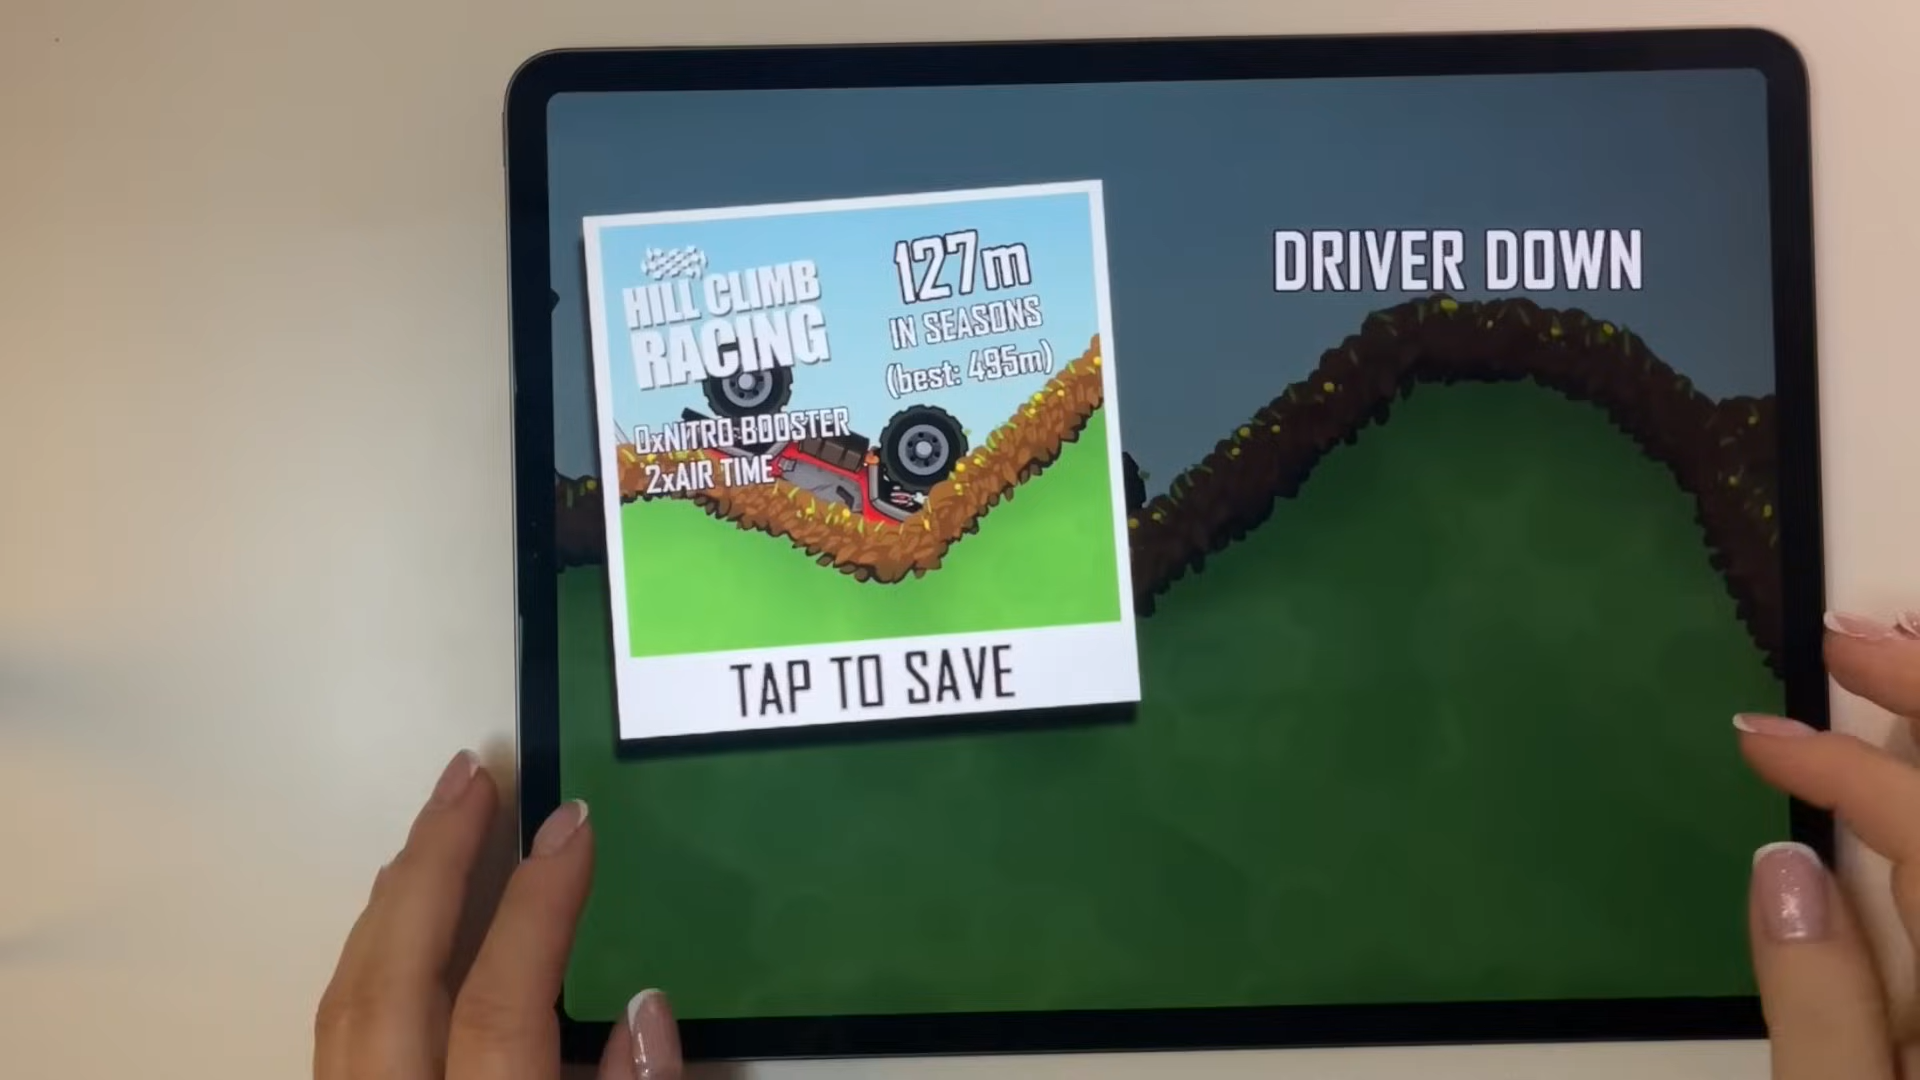 HILL CLIMB
RACING
127m
IN SEASONS
(best: 495m)
0xNITRO BOOSTER
2xAIR TIME
TAP TO SAVE
DRIVER DOWN